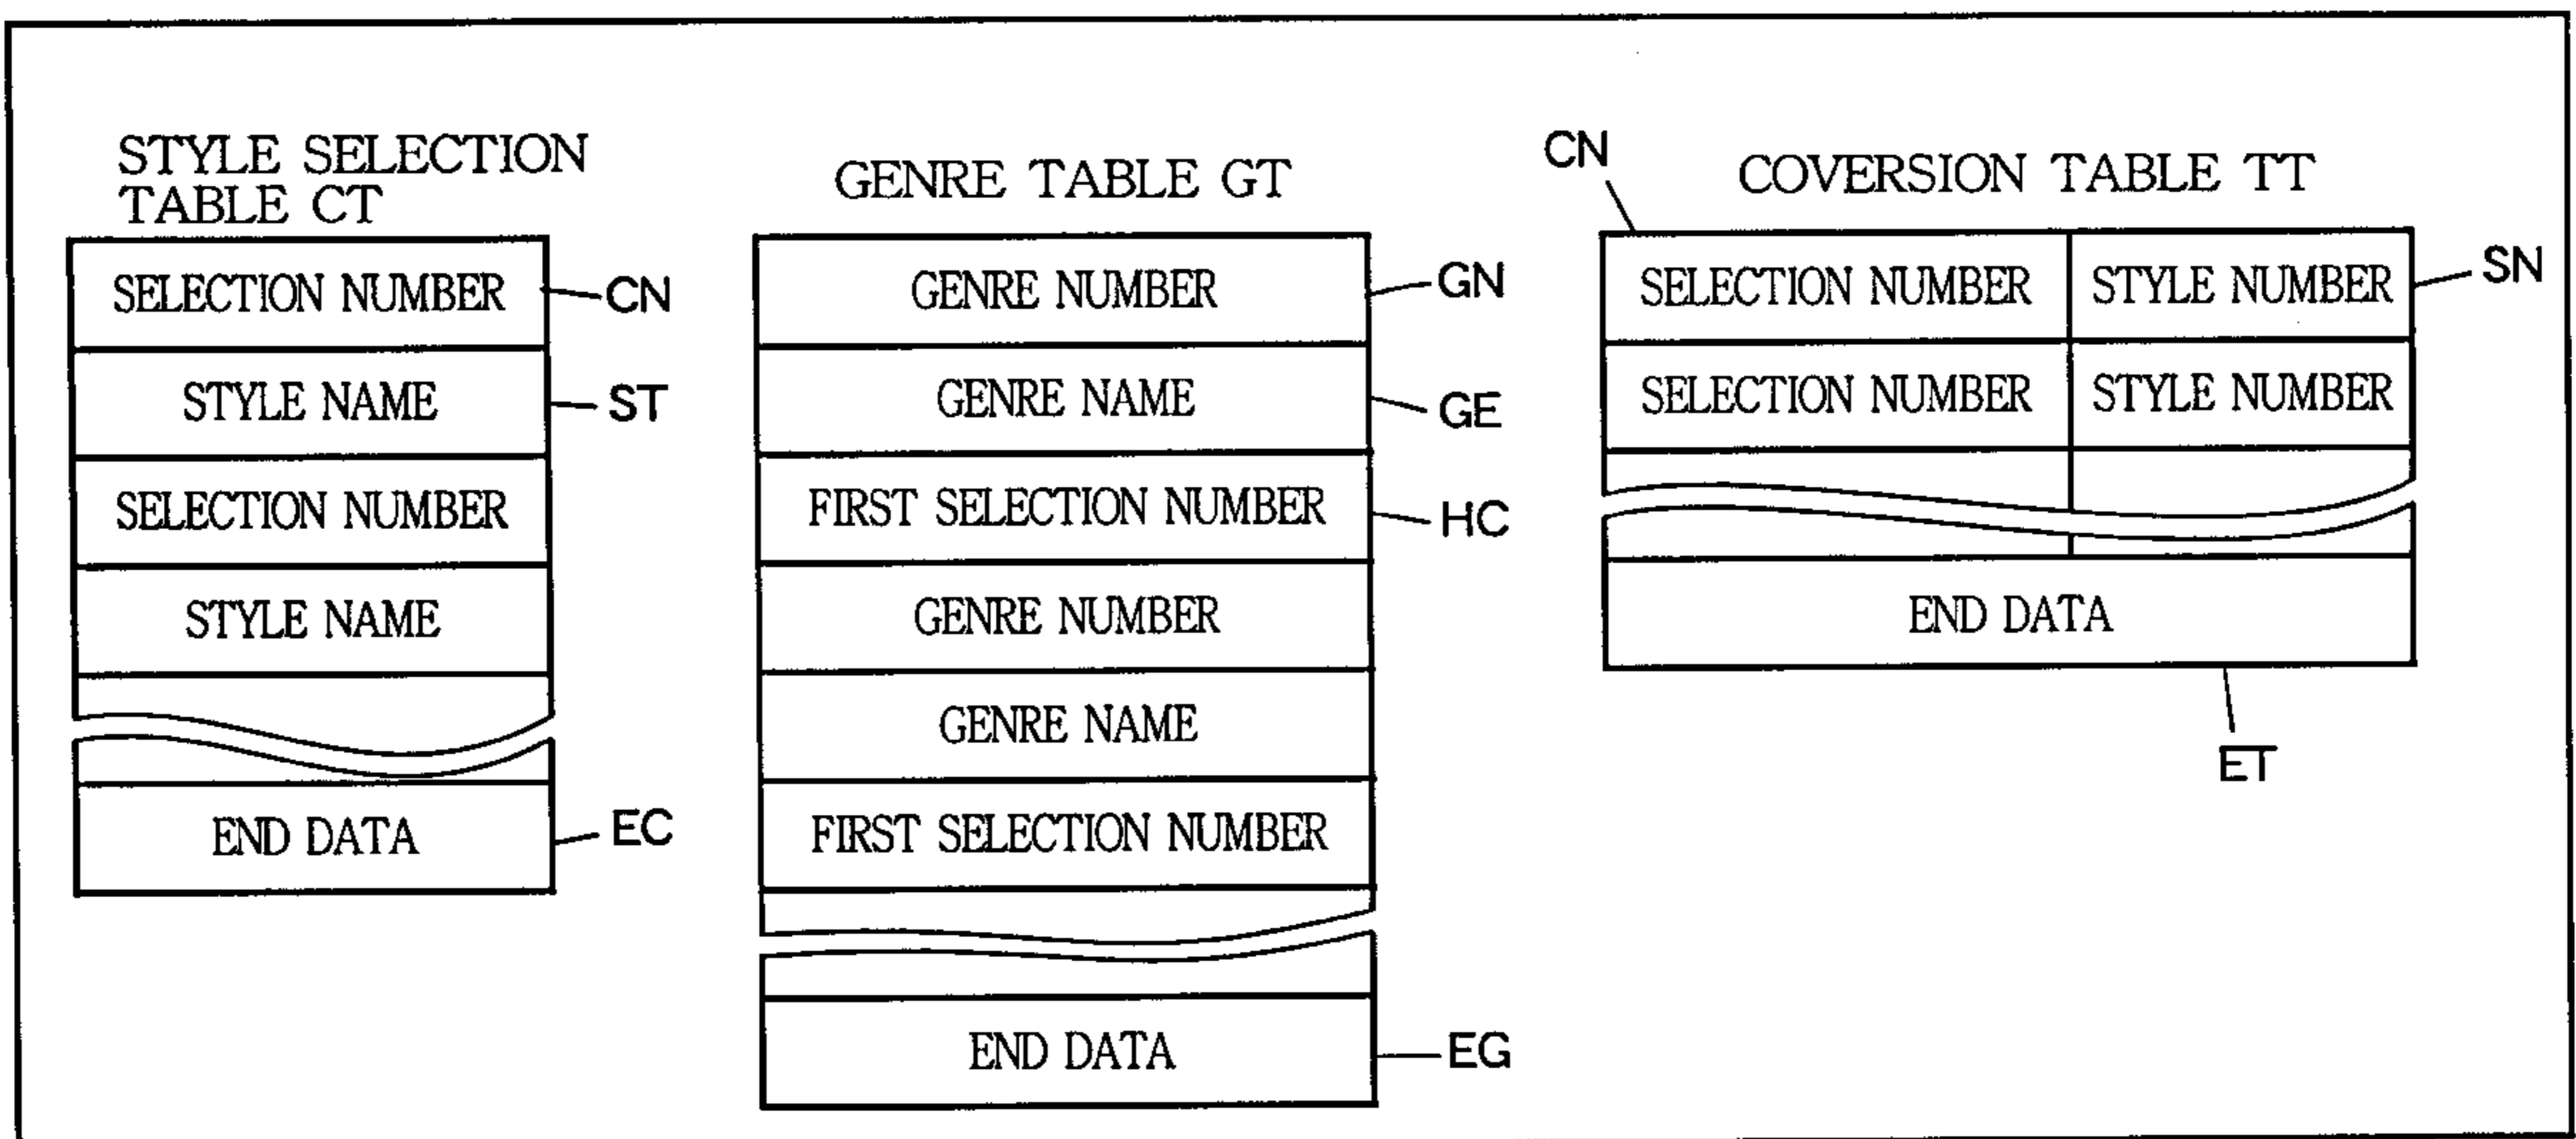 STYLE SELECTION
TABLE CT
SELECTION NUMBER
CN
STYLE NAME
ST
SELECTION NUMBER
STYLE NAME
END DATA
EC
GENRE TABLE GT
GENRE NUMBER
GN
GENRE NAME
GE
FIRST SELECTION NUMBER
HC
GENRE NUMBER
GENRE NAME
FIRST SELECTION NUMBER
END DATA
EG
CN
COVERSION TABLE TT
SELECTION NUMBER STYLE NUMBER
SN
SELECTION NUMBER STYLE NUMBER
END DATA
ET